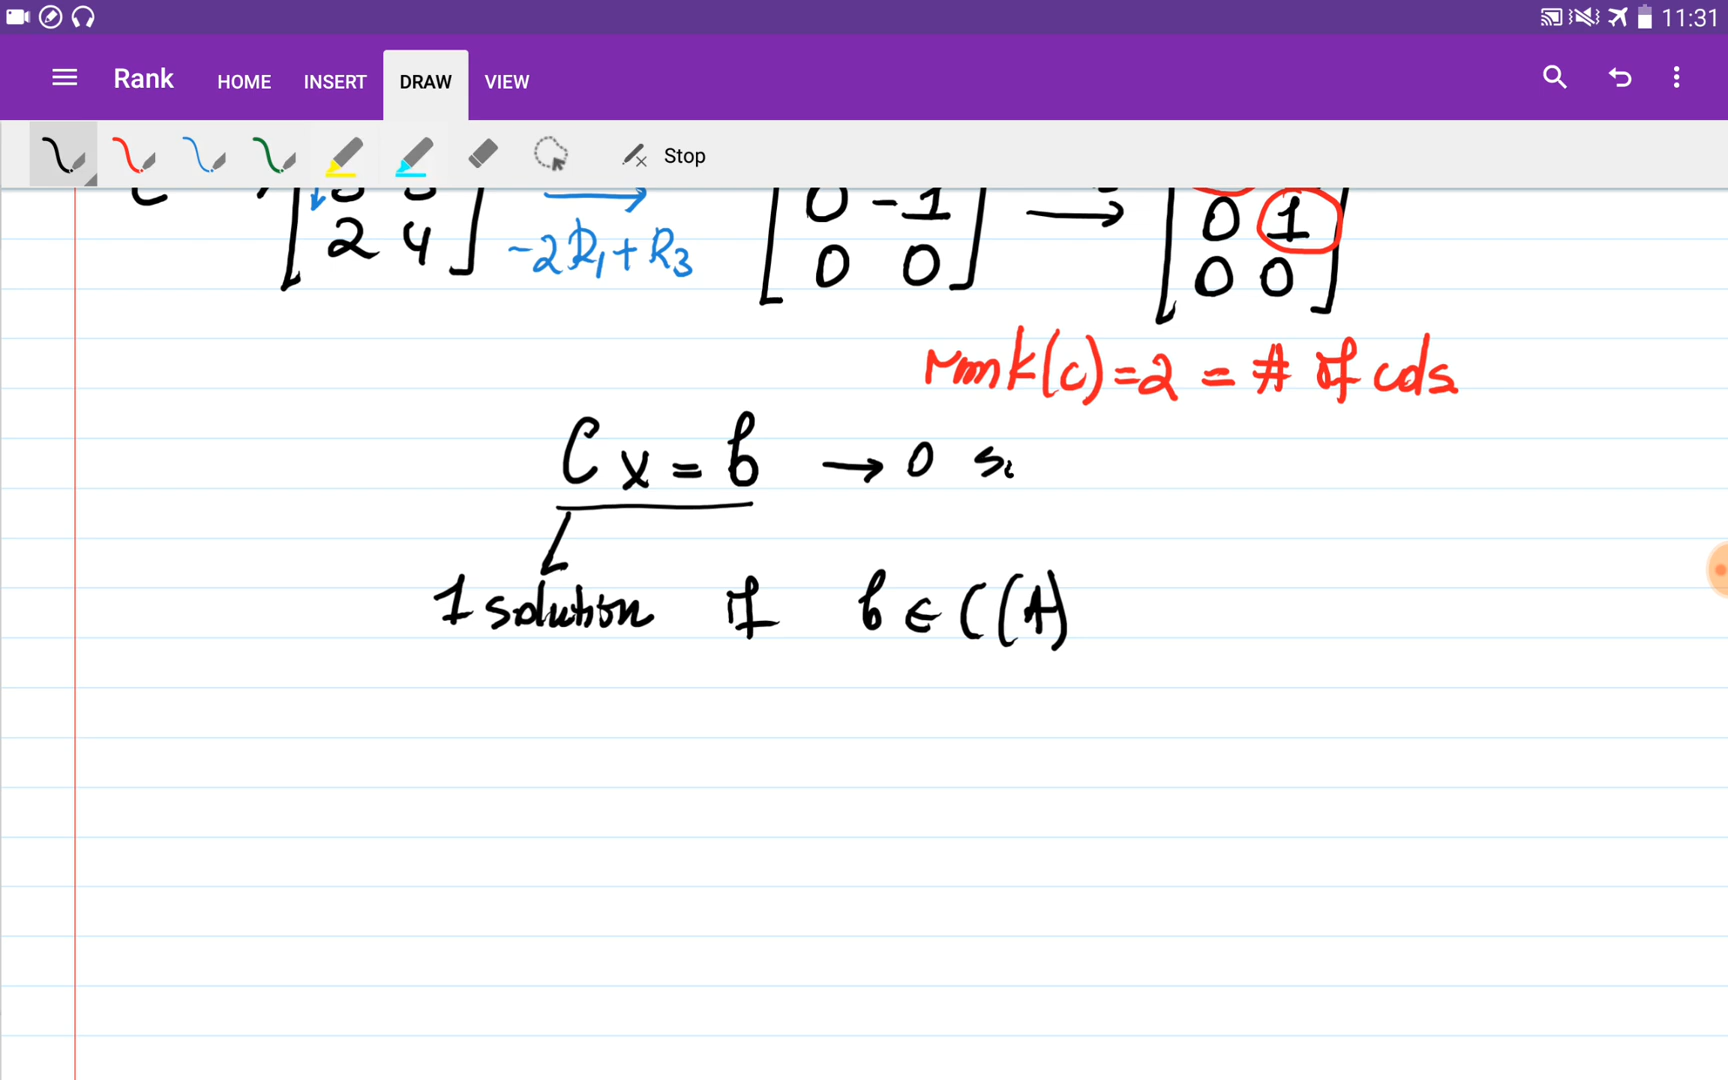 11:31
Rank HOME INSERT DRAW VIEW
Stop
0 -1
0 1
2 4
-2R₁+R₃
0 0
0 0
rank(c)=2 = # of cols
Cx = b → 0 so
1 solution if b ∈ C(A)